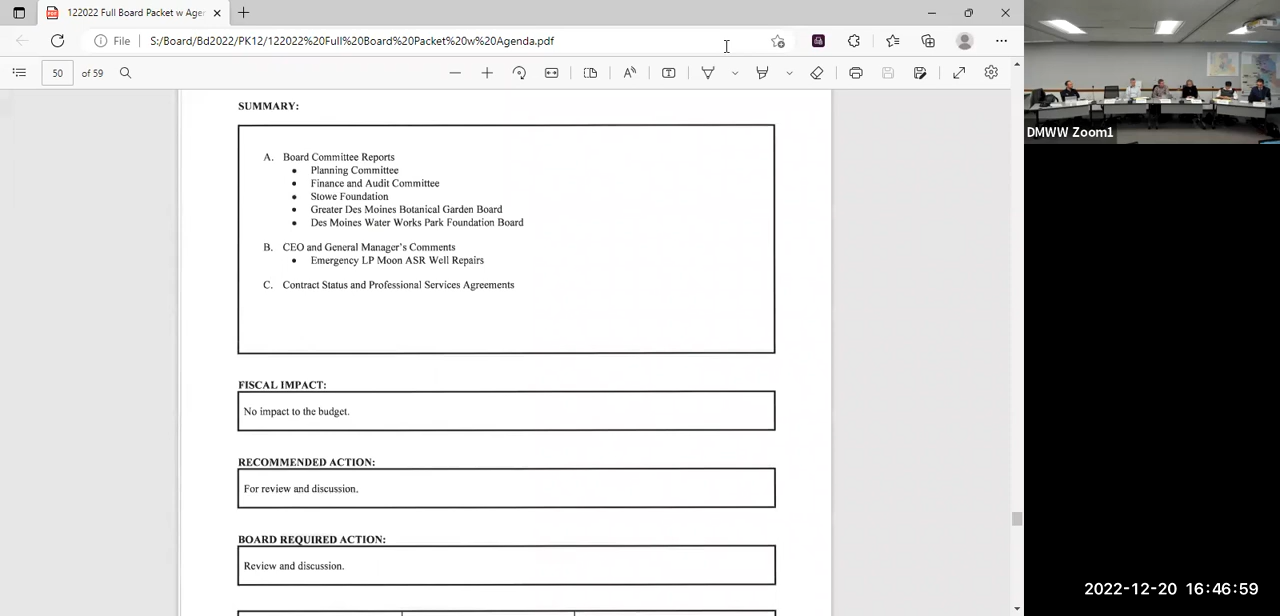 122022 Full Board Packet w Ager
File
S:/Board/Bd2022/PK12/122022%20Full%20Board%20Packet%20w%20Agenda.pdf
50 of 59
SUMMARY:
A. Board Committee Reports
• Planning Committee
• Finance and Audit Committee
• Stowe Foundation
• Greater Des Moines Botanical Garden Board
• Des Moines Water Works Park Foundation Board
B. CEO and General Manager's Comments
• Emergency LP Moon ASR Well Repairs
C. Contract Status and Professional Services Agreements
FISCAL IMPACT:
No impact to the budget.
RECOMMENDED ACTION:
For review and discussion.
BOARD REQUIRED ACTION:
Review and discussion.
DMWW Zoom1
2022-12-20 16:46:59